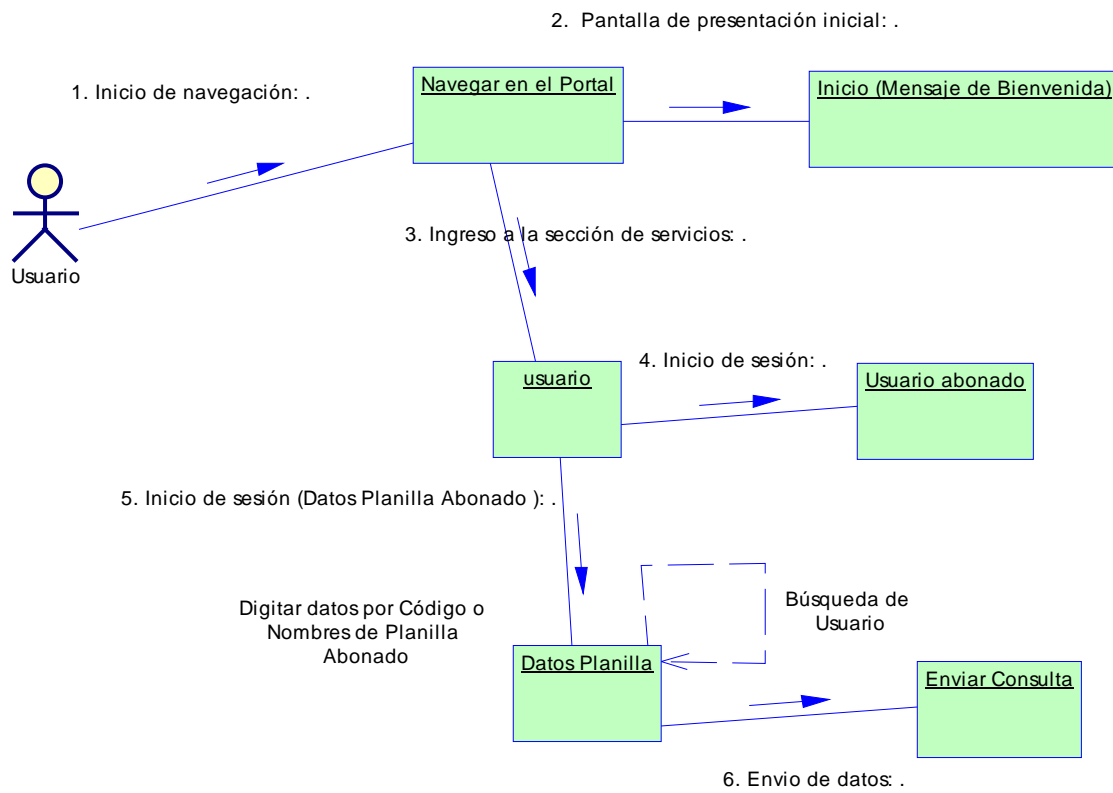 2. Pantalla de presentación inicial: .
Navegar en el Portal
Inicio (Mensaje de Bienvenida)
1. Inicio de navegación: .
Usuario
3. Ingreso a la sección de servicios: .
usuario
4. Inicio de sesión: .
Usuario abonado
5. Inicio de sesión (Datos Planilla Abonado ): .
Digitar datos por Código o
Nombres de Planilla
Abonado
Búsqueda de
Usuario
Datos Planilla
Enviar Consulta
6. Envio de datos: .